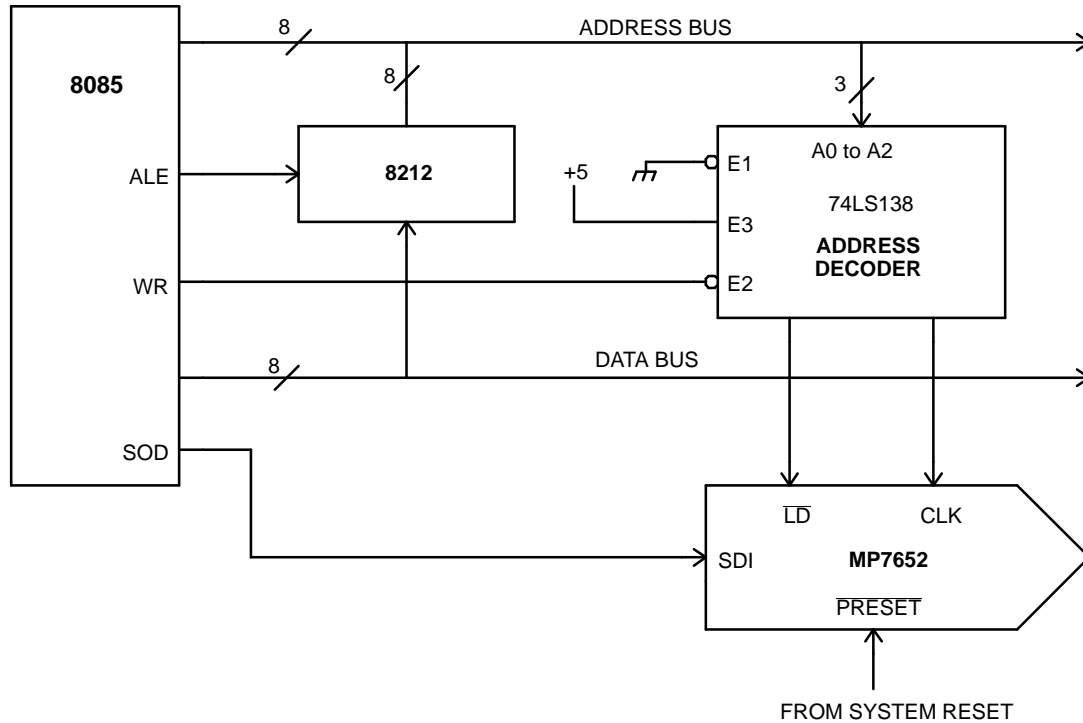 8
ADDRESS BUS
8085
8
3
A0 to A2
ALE
8212
+5
E1
74LS138
E3
ADDRESS
DECODER
WR
E2
8
DATA BUS
SOD
LD
CLK
SDI
MP7652
PRESET
FROM SYSTEM RESET